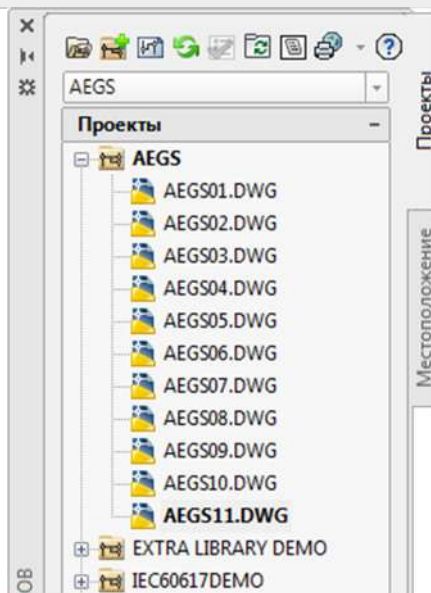 AEGS
Проекты
AEGS
AEGS01.DWG
AEGS02.DWG
AEGS03.DWG
AEGS04.DWG
AEGS05.DWG
AEGS06.DWG
AEGS07.DWG
AEGS08.DWG
AEGS09.DWG
AEGS10.DWG
AEGS11.DWG
EXTRA LIBRARY DEMO
IEC60617DEMO
Проекты
Местоположение
ОВ